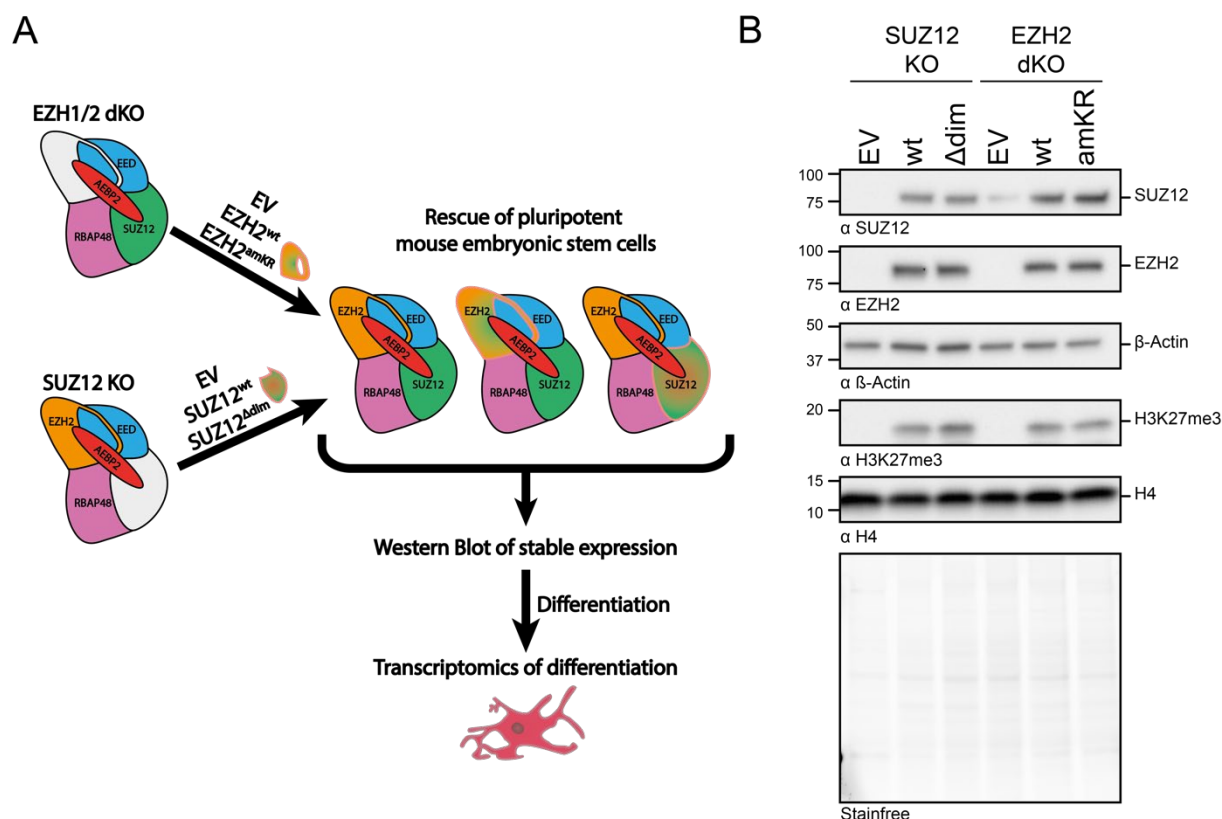 A
EZH1/2 dKO
EED
AEBP2
RBAP48
SUZ12
EV
EZH2wt
EZH2amKR
SUZ12 KO
EZH2
EED
AEBP2
RBAP48
EV
SUZ12wt
SUZ12Δdim
Rescue of pluripotent
mouse embryonic stem cells
EZH2
EED
AEBP2
RBAP48
SUZ12
EZH2
EED
AEBP2
RBAP48
SUZ12
EZH2
EED
AEBP2
RBAP48
SUZ12
Western Blot of stable expression
Differentiation
Transcriptomics of differentiation
B
SUZ12
KO
EZH2
dKO
EV
wt
Δdim
EV
wt
amKR
100
75
SUZ12
α SUZ12
100
75
EZH2
α EZH2
50
37
β-Actin
α ß-Actin
20
H3K27me3
α H3K27me3
15
10
H4
α H4
Stainfree